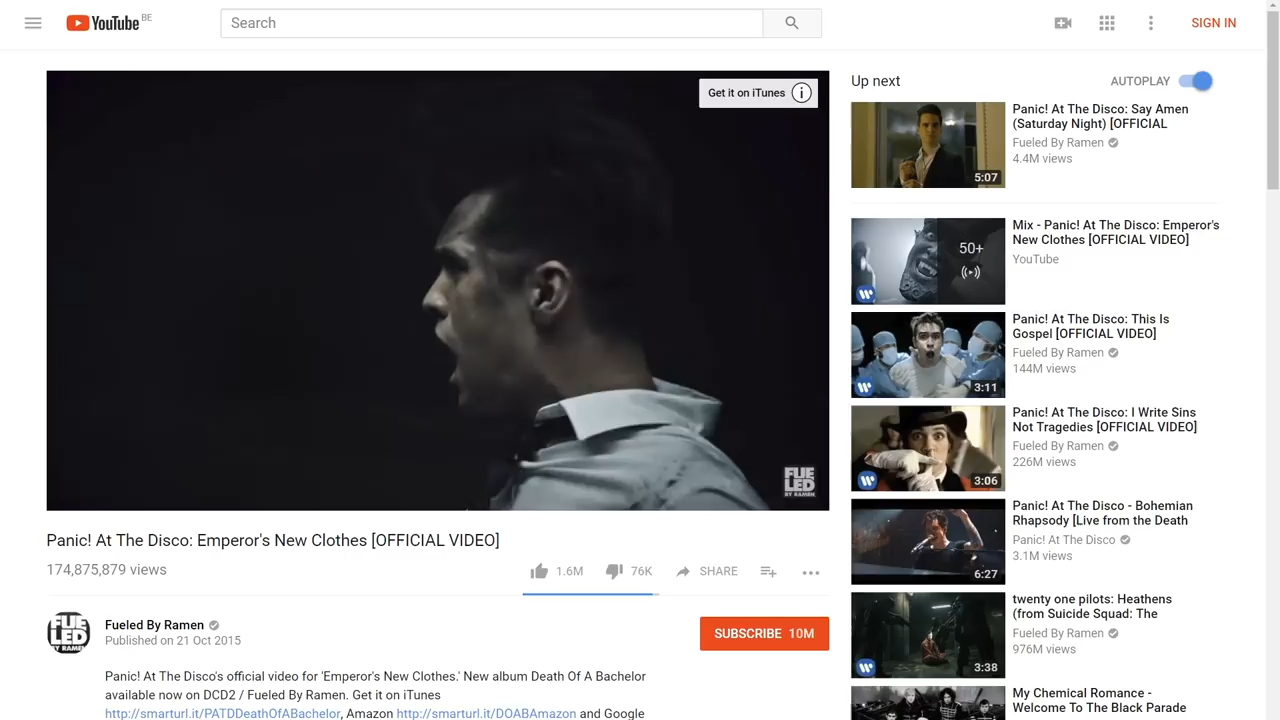 YouTube BE
Search
SIGN IN
Get it on iTunes
FUE
LED
BY RAMEN
Panic! At The Disco: Emperor's New Clothes [OFFICIAL VIDEO]
174,875,879 views
1.6M
76K
SHARE
FUE
LED
BY RAMEN
Fueled By Ramen
Published on 21 Oct 2015
SUBSCRIBE 10M
Panic! At The Disco's official video for 'Emperor's New Clothes.' New album Death Of A Bachelor
available now on DCD2 / Fueled By Ramen. Get it on iTunes
http://smarturl.it/PATDDeathOfABachelor, Amazon http://smarturl.it/DOABAmazon and Google
Up next
AUTOPLAY
5:07
Panic! At The Disco: Say Amen
(Saturday Night) [OFFICIAL
Fueled By Ramen
4.4M views
50+
Mix - Panic! At The Disco: Emperor's
New Clothes [OFFICIAL VIDEO]
YouTube
3:11
Panic! At The Disco: This Is
Gospel [OFFICIAL VIDEO]
Fueled By Ramen
144M views
3:06
Panic! At The Disco: I Write Sins
Not Tragedies [OFFICIAL VIDEO]
Fueled By Ramen
226M views
6:27
Panic! At The Disco - Bohemian
Rhapsody [Live from the Death
Panic! At The Disco
3.1M views
3:38
twenty one pilots: Heathens
(from Suicide Squad: The
Fueled By Ramen
976M views
My Chemical Romance -
Welcome To The Black Parade